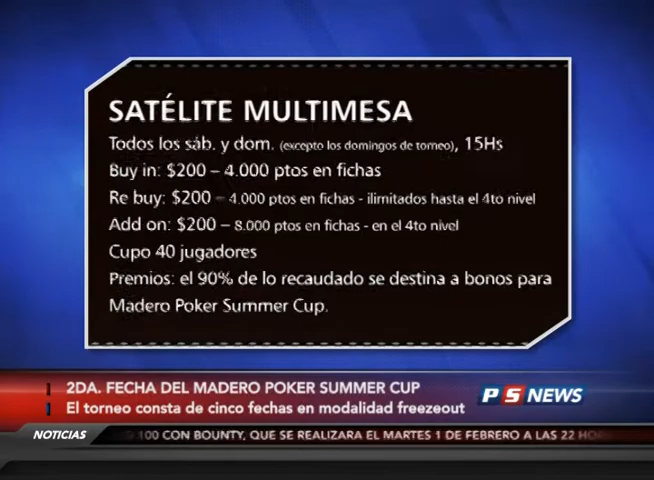 SATÉLITE MULTIMESA
Todos los sáb. y dom. (excepto los domingos de torneo), 15Hs
Buy in: $200 – 4.000 ptos en fichas
Re buy: $200 – 4.000 ptos en fichas - ilimitados hasta el 4to nivel
Add on: $200 – 8.000 ptos en fichas - en el 4to nivel
Cupo 40 jugadores
Premios: el 90% de lo recaudado se destina a bonos para
Madero Poker Summer Cup.
2DA. FECHA DEL MADERO POKER SUMMER CUP
El torneo consta de cinco fechas en modalidad freezeout
PS NEWS
NOTICIAS
100 CON BOUNTY, QUE SE REALIZARA EL MARTES 1 DE FEBRERO A LAS 22